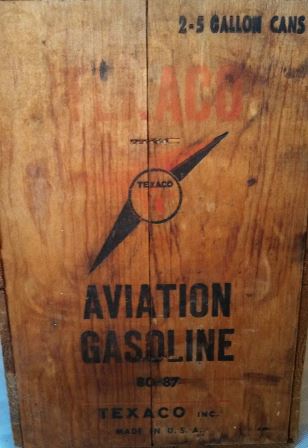 2-5 GALLON CANS
TEXACO
TEXACO
AVIATION
GASOLINE
80-87
TEXACO INC.
MADE IN U.S.A.